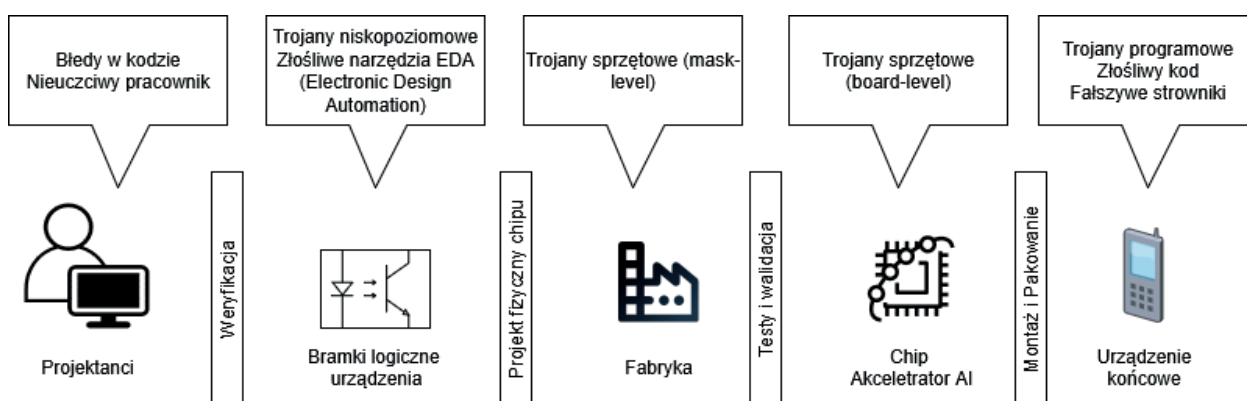 Błędy w kodzie
Nieuczciwy pracownik
Trojany niskopoziomowe
Złośliwe narzędzia EDA
(Electronic Design
Automation)
Trojany sprzętowe (mask-
level)
Trojany sprzętowe
(board-level)
Trojany programowe
Złośliwy kod
Fałszywe strowniki
Weryfikacja
Projekt fizyczny chipu
Testy i walidacja
Montaż i Pakowanie
Projektanci
Bramki logiczne
urządzenia
Fabryka
Chip
Akceletrator AI
Urządzenie
końcowe